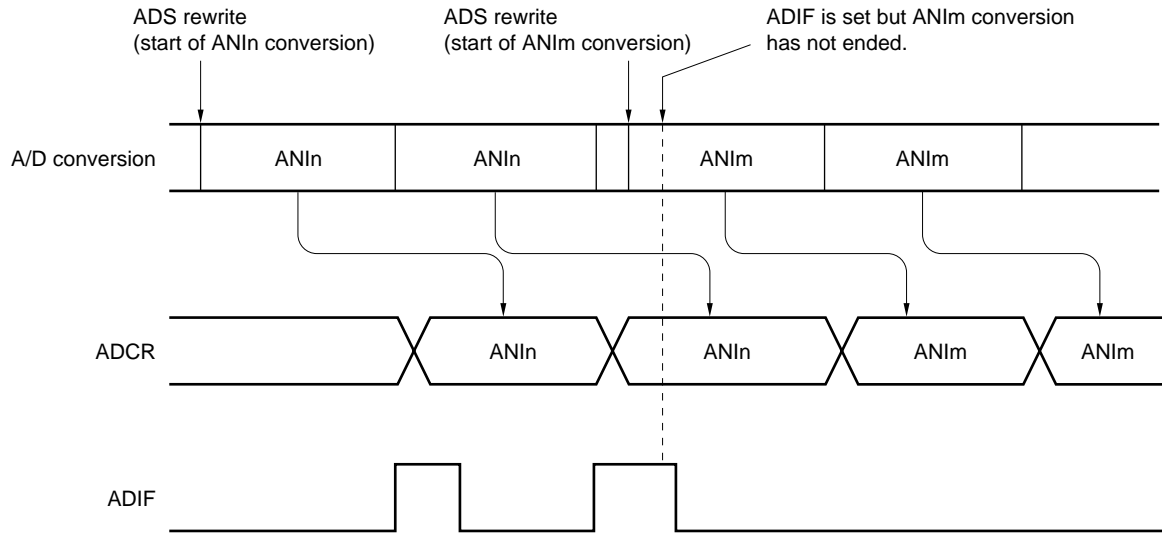 ADS rewrite
(start of ANIn conversion)
ADS rewrite
(start of ANIm conversion)
ADIF is set but ANIm conversion
has not ended.
A/D conversion
ANIn
ANIn
ANIm
ANIm
ADCR
ANIn
ANIn
ANIm
ANIm
ADIF